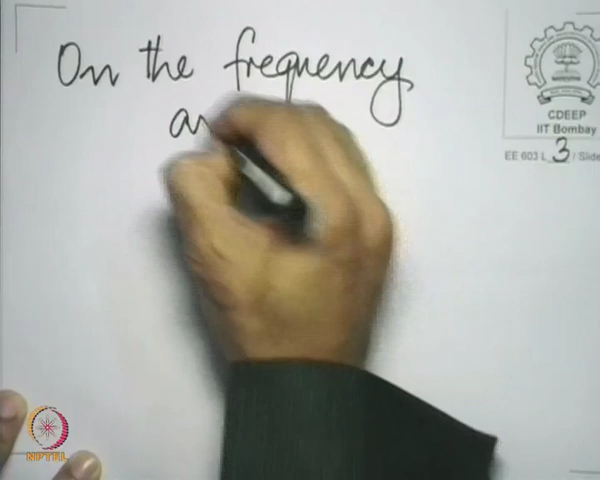 On the frequency
CDEEP
IIT Bombay
EE 603 L 3 / Slide
NPTEL